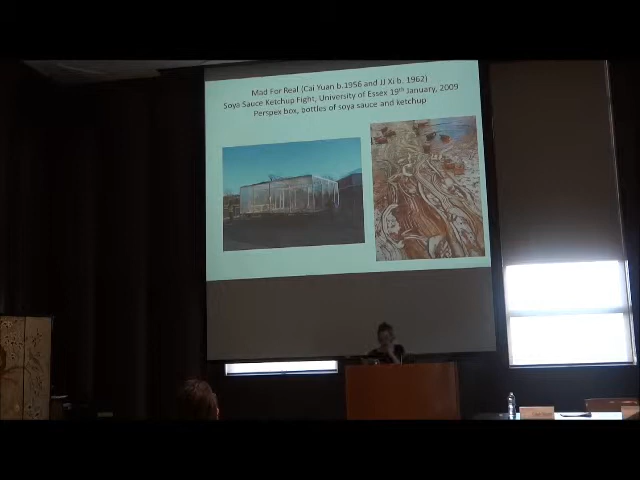 Mad For Real (Cai Yuan b.1956 and JJ Xi b. 1962)
Soya Sauce Ketchup Fight, University of Essex 19th January, 2009
Perspex box, bottles of soya sauce and ketchup